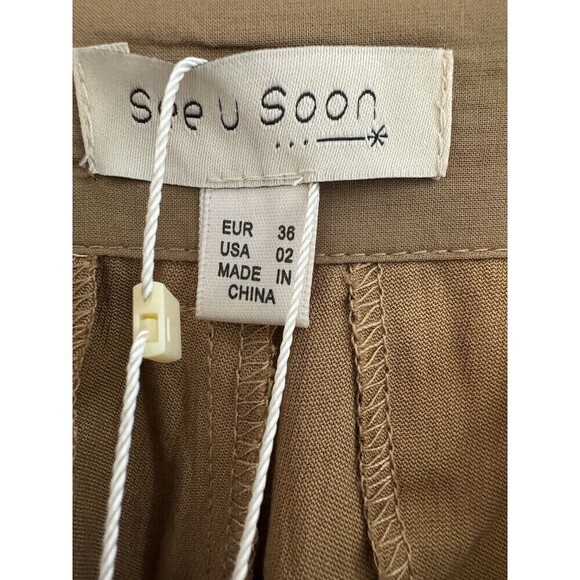 See U Soon
EUR 36
USA 02
MADE IN
CHINA